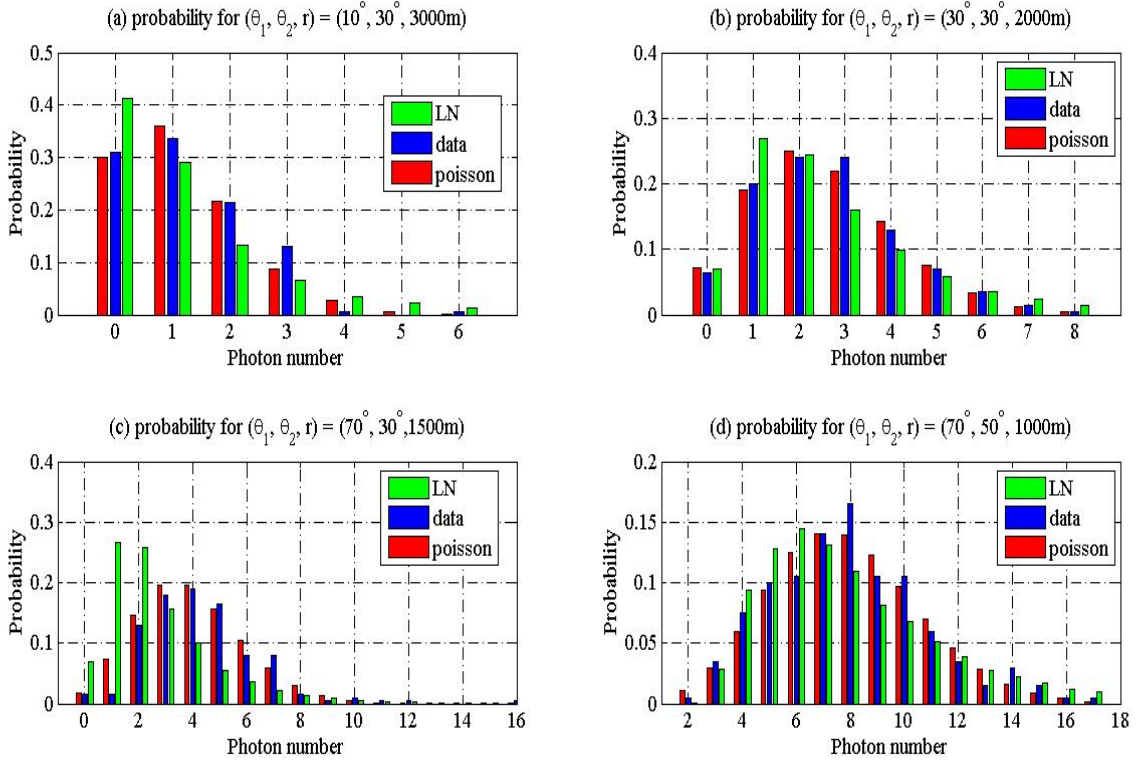 (a) probability for (θ₁, θ₂, r) = (10°, 30°, 3000m)
0.5
0.4
0.3
0.2
0.1
0
Probability
LN
data
poisson
0 1 2 3 4 5 6
Photon number
(b) probability for (θ₁, θ₂, r) = (30°, 30°, 2000m)
0.4
0.3
0.2
0.1
0
Probability
LN
data
poisson
0 1 2 3 4 5 6 7 8
Photon number
(c) probability for (θ₁, θ₂, r) = (70°, 30°,1500m)
0.4
0.3
0.2
0.1
0
Probability
LN
data
poisson
0 2 4 6 8 10 12 14 16
Photon number
(d) probability for (θ₁, θ₂, r) = (70°, 50°, 1000m)
0.2
0.15
0.1
0.05
0
Probability
LN
data
poisson
2 4 6 8 10 12 14 16 18
Photon number